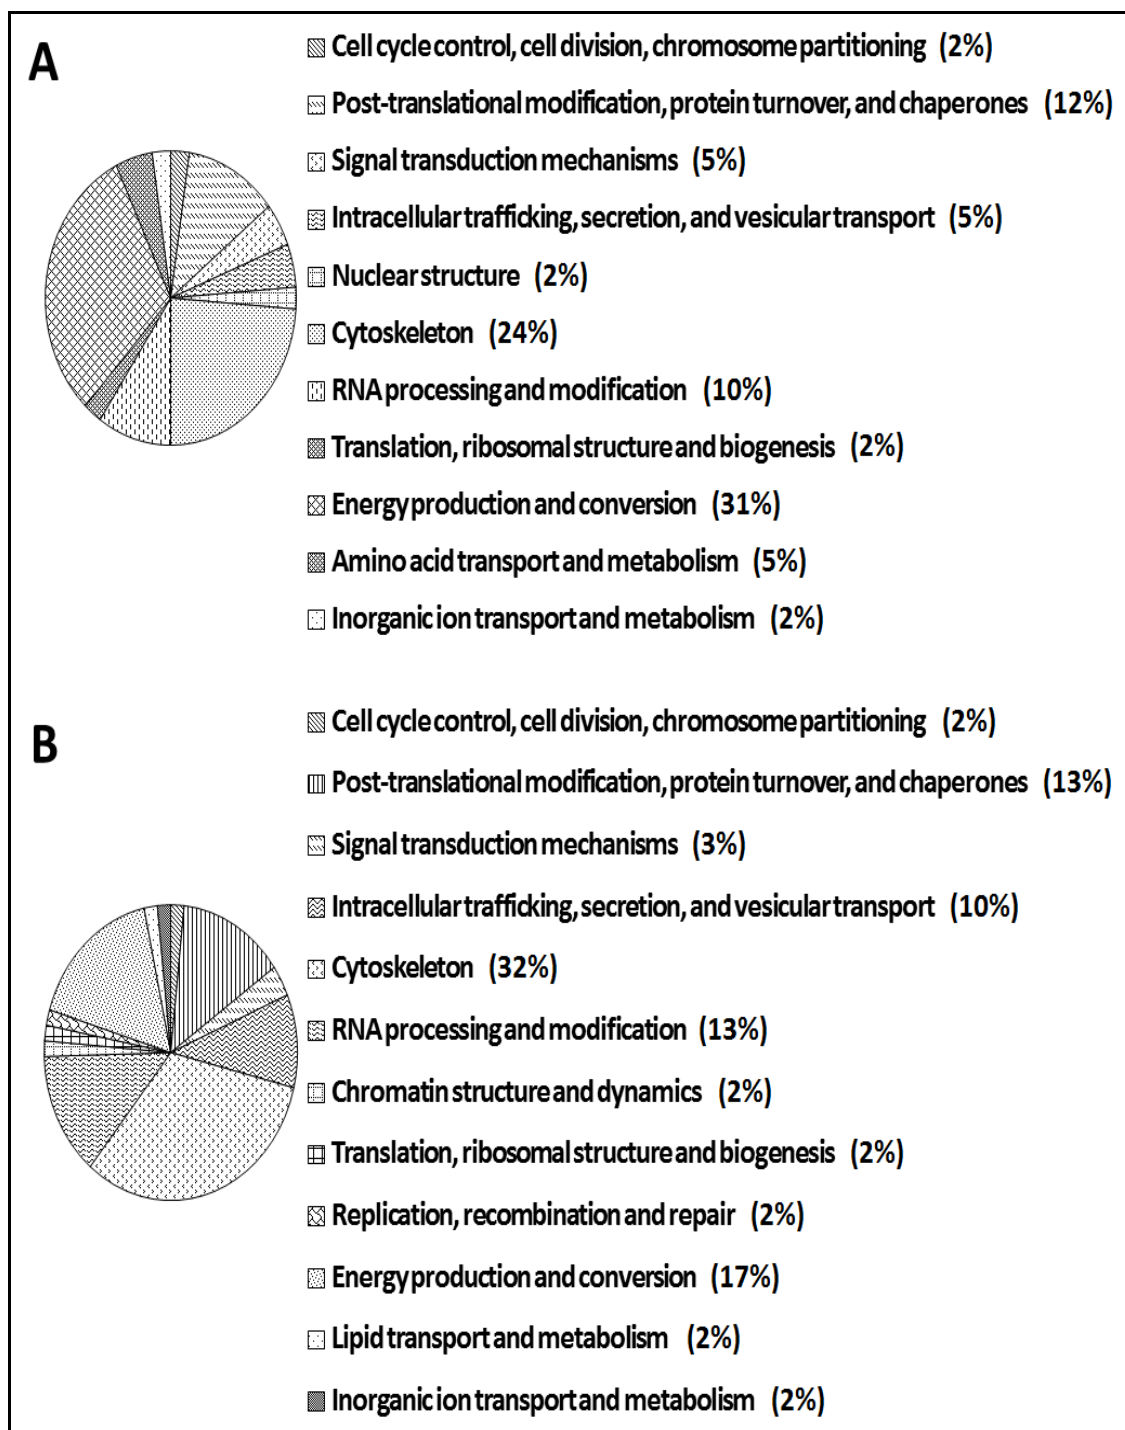 A
Cell cycle control, cell division, chromosome partitioning (2%)
Post-translational modification, protein turnover, and chaperones (12%)
Signal transduction mechanisms (5%)
Intracellular trafficking, secretion, and vesicular transport (5%)
Nuclear structure (2%)
Cytoskeleton (24%)
RNA processing and modification (10%)
Translation, ribosomal structure and biogenesis (2%)
Energy production and conversion (31%)
Amino acid transport and metabolism (5%)
Inorganic ion transport and metabolism (2%)
B
Cell cycle control, cell division, chromosome partitioning (2%)
Post-translational modification, protein turnover, and chaperones (13%)
Signal transduction mechanisms (3%)
Intracellular trafficking, secretion, and vesicular transport (10%)
Cytoskeleton (32%)
RNA processing and modification (13%)
Chromatin structure and dynamics (2%)
Translation, ribosomal structure and biogenesis (2%)
Replication, recombination and repair (2%)
Energy production and conversion (17%)
Lipid transport and metabolism (2%)
Inorganic ion transport and metabolism (2%)